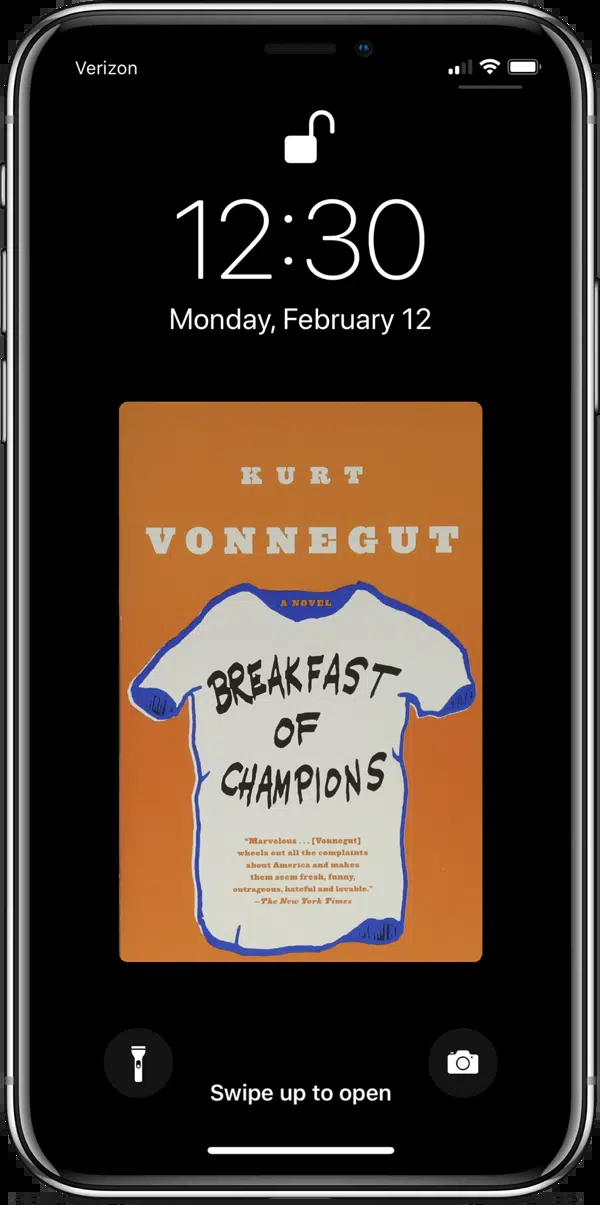 Verizon
12:30
Monday, February 12
KURT
VONNEGUT
A NOVEL
BREAKFAST
OF
CHAMPIONS
"Marvelous . . . [Vonnegut]
wheels out all the complaints
about America and makes
them seem fresh, funny,
outrageous, hateful and lovable."
—The New York Times
Swipe up to open